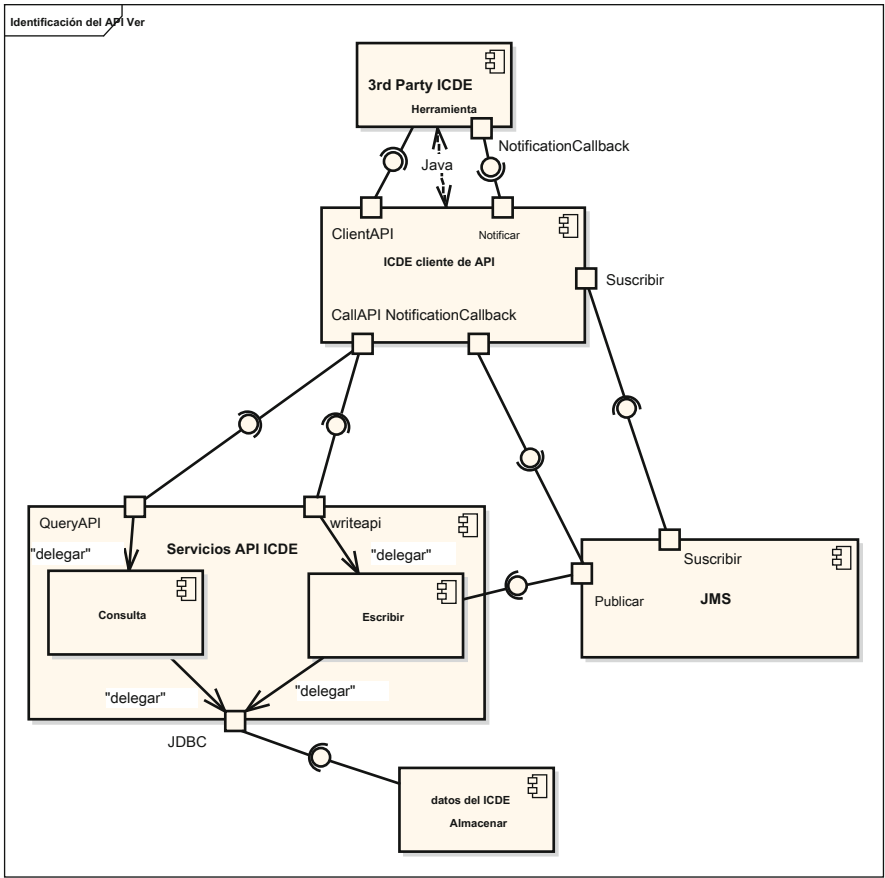 Identificación del API Ver
3rd Party ICDE
Herramienta
NotificationCallback
Java
ClientAPI
Notificar
ICDE cliente de API
Suscribir
CallAPI NotificationCallback
QueryAPI
writeapi
Servicios API ICDE
"delegar"
"delegar"
Suscribir
Consulta
Escribir
Publicar
JMS
"delegar"
"delegar"
JDBC
datos del ICDE
Almacenar